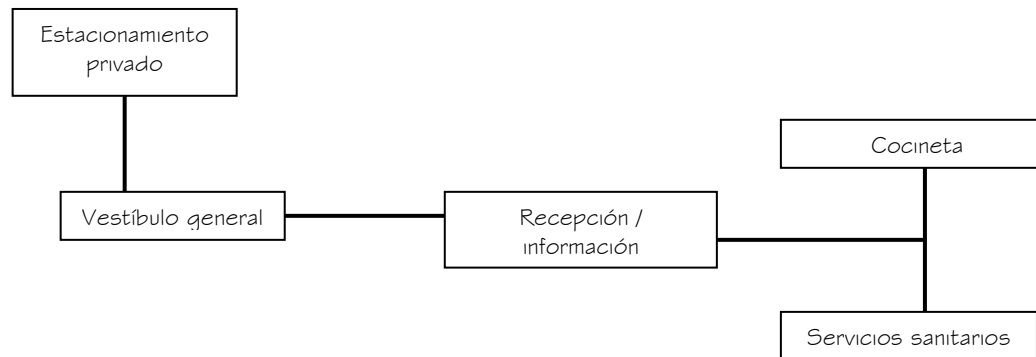 Estacionamiento
privado
Cocineta
Vestíbulo general
Recepción /
información
Servicios sanitarios